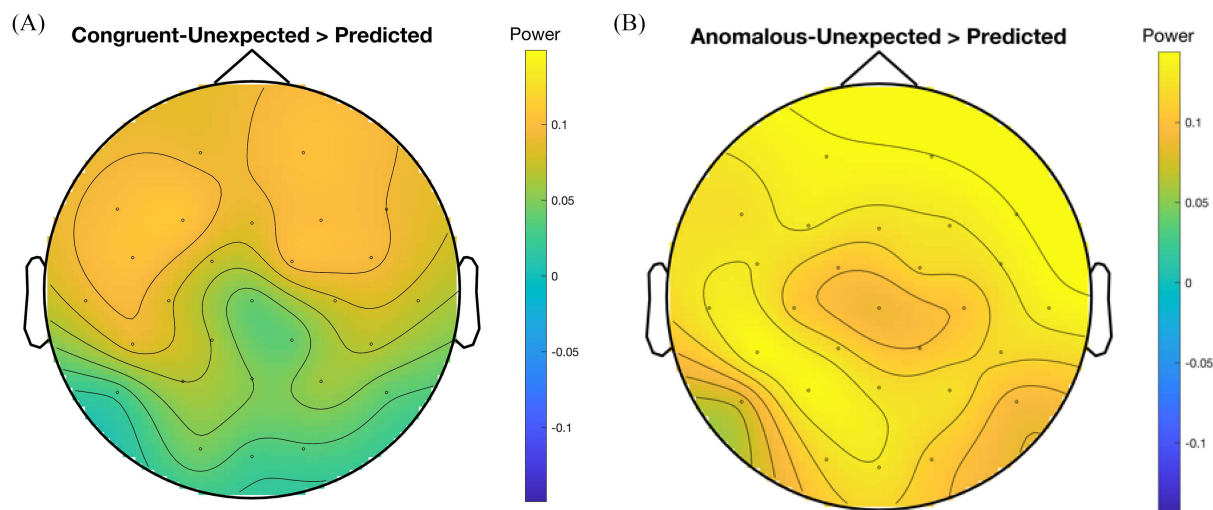 (A)
Congruent-Unexpected > Predicted
Power
0.1
0.05
0
-0.05
-0.1
(B)
Anomalous-Unexpected > Predicted
Power
0.1
0.05
0
-0.05
-0.1